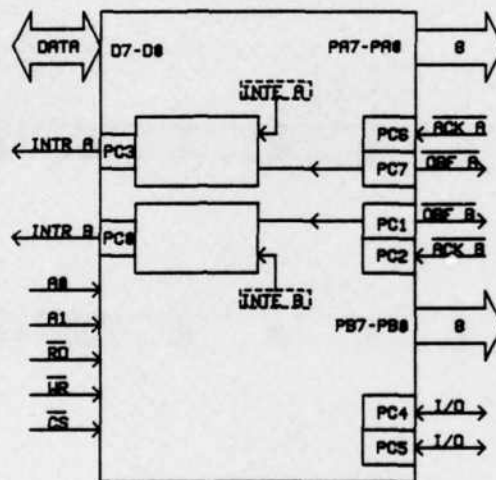 DATA D7-D0 PA7-PA0 8
INTE A
PC6 ACK A
INTR A PC3 PC7 OBF A
INTR B PC0 PC1 OBF B
PC2 ACK B
A0 INTE B
A1 PB7-PB0 8
RD
WR PC4 I/O
CS PC5 I/O